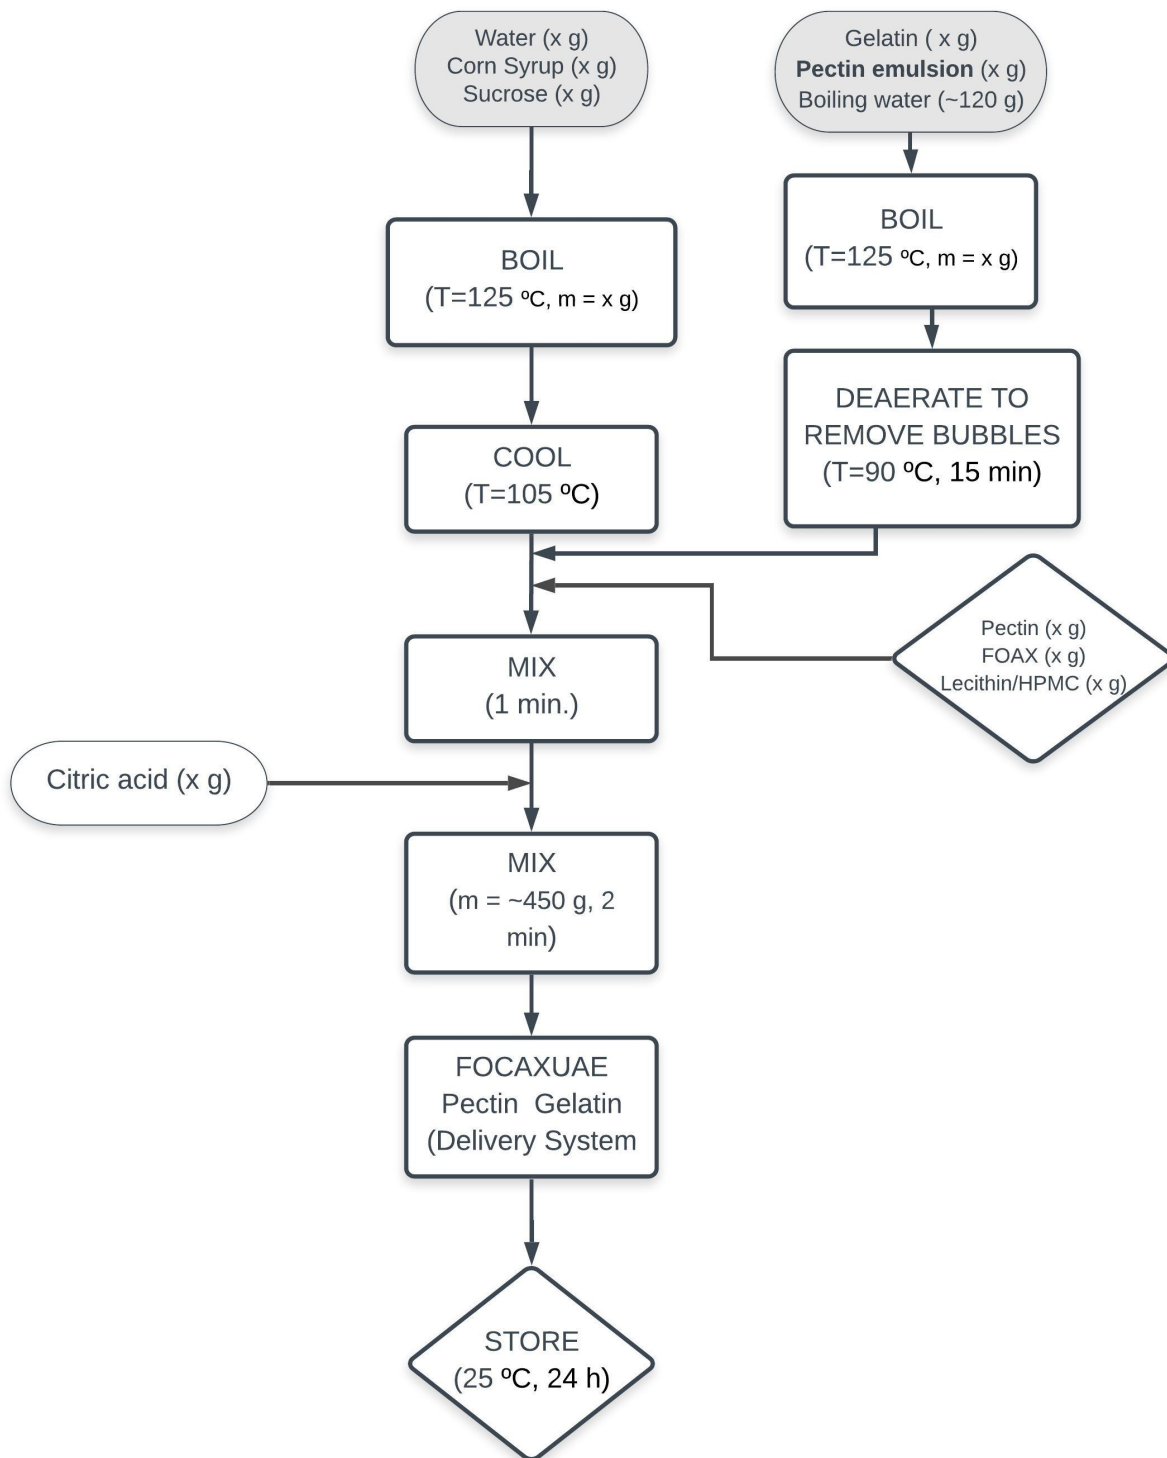 Water (x g)
Corn Syrup (x g)
Sucrose (x g)
Gelatin ( x g)
Pectin emulsion (x g)
Boiling water (~120 g)
BOIL
(T=125 ºC, m = x g)
BOIL
(T=125 ºC, m = x g)
COOL
(T=105 ºC)
DEAERATE TO
REMOVE BUBBLES
(T=90 ºC, 15 min)
Pectin (x g)
FOAX (x g)
Lecithin/HPMC (x g)
MIX
(1 min.)
Citric acid (x g)
MIX
(m = ~450 g, 2
min)
FOCAXUAE
Pectin  Gelatin
(Delivery System
STORE
(25 ºC, 24 h)